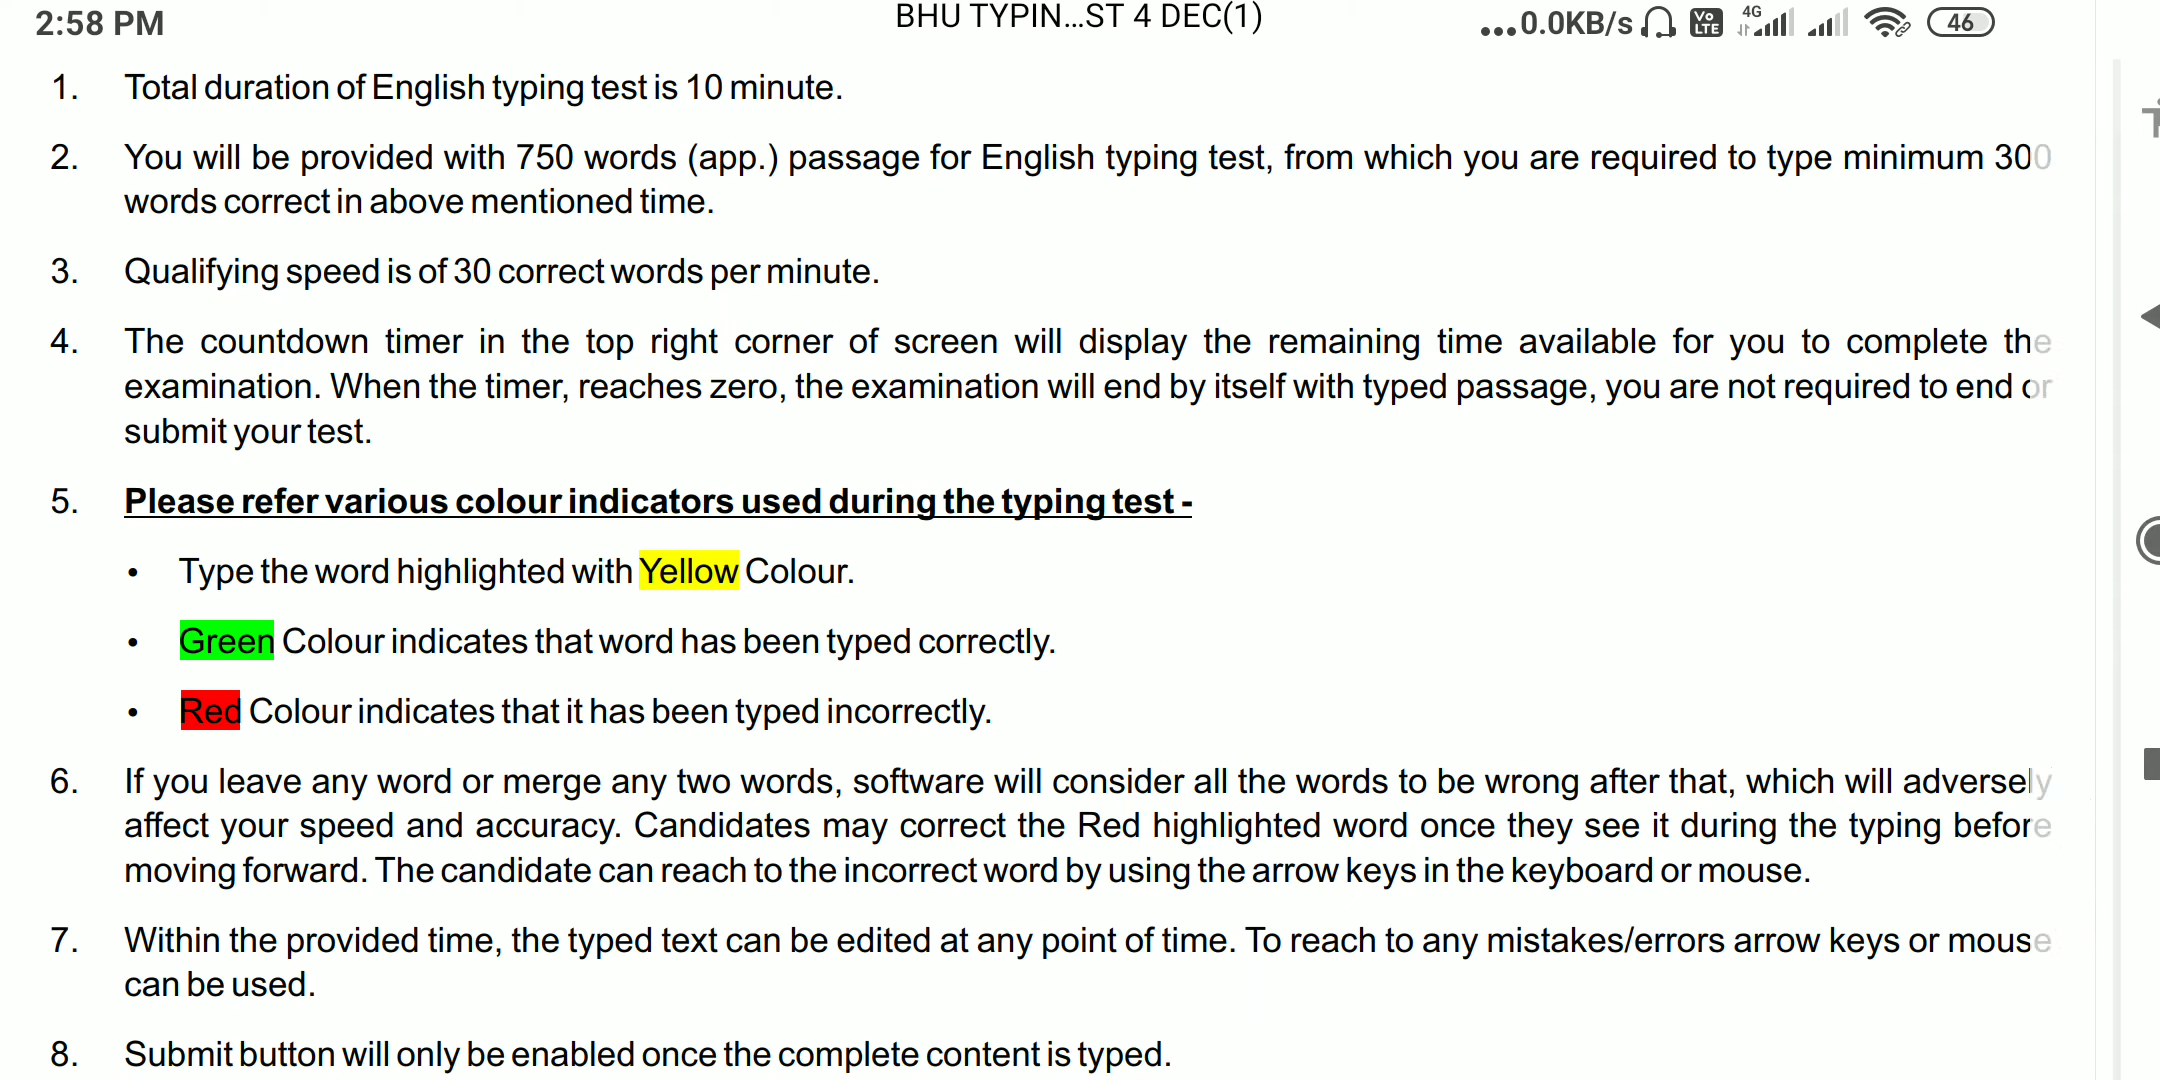 2:58 PM BHU TYPIN...ST 4 DEC(1) ...0.0KB/s Vo LTE 4G 46
1. Total duration of English typing test is 10 minute.
2. You will be provided with 750 words (app.) passage for English typing test, from which you are required to type minimum 300
words correct in above mentioned time.
3. Qualifying speed is of 30 correct words per minute.
4. The countdown timer in the top right corner of screen will display the remaining time available for you to complete the
examination. When the timer, reaches zero, the examination will end by itself with typed passage, you are not required to end or
submit your test.
5. Please refer various colour indicators used during the typing test -
• Type the word highlighted with Yellow Colour.
• Green Colour indicates that word has been typed correctly.
• Red Colour indicates that it has been typed incorrectly.
6. If you leave any word or merge any two words, software will consider all the words to be wrong after that, which will adversely
affect your speed and accuracy. Candidates may correct the Red highlighted word once they see it during the typing before
moving forward. The candidate can reach to the incorrect word by using the arrow keys in the keyboard or mouse.
7. Within the provided time, the typed text can be edited at any point of time. To reach to any mistakes/errors arrow keys or mouse
can be used.
8. Submit button will only be enabled once the complete content is typed.